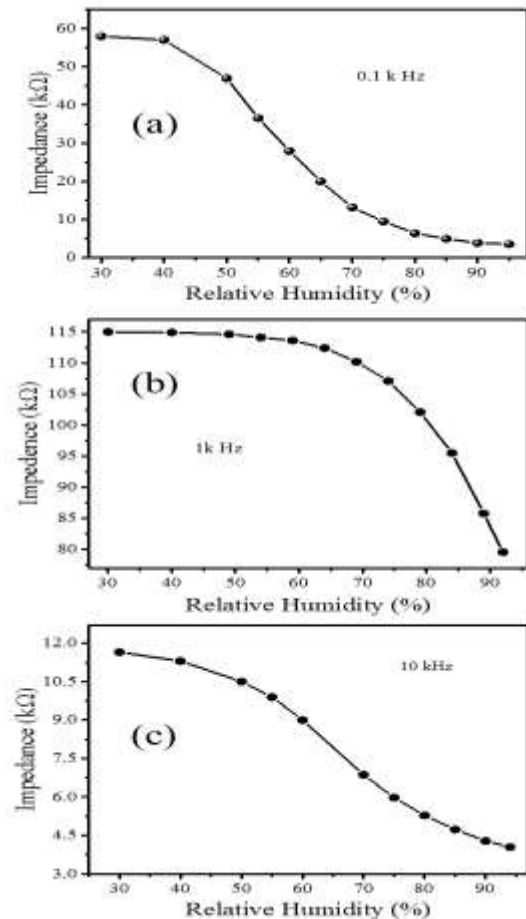 60
50
40
30
20
10
0
Impedance (kΩ)
0.1 k Hz
(a)
30 40 50 60 70 80 90
Relative Humidity (%)
115
110
105
100
95
90
85
80
Impedence (kΩ)
(b)
1k Hz
30 40 50 60 70 80 90
Relative Humidity (%)
12.0
10.5
9.0
7.5
6.0
4.5
3.0
Impedance (kΩ)
10 kHz
(c)
30 40 50 60 70 80 90
Relative Humidity (%)